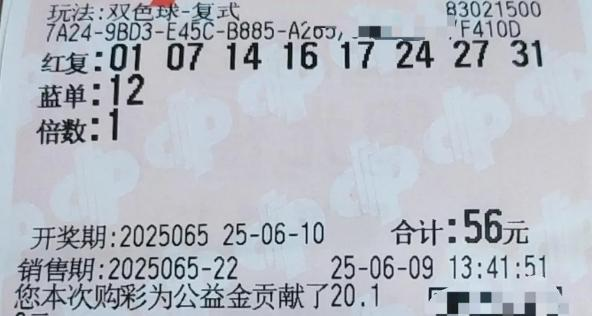 玩法:双色球-复式 83021500
7A24-9BD3-E45C-B885-A2 F410D
红复:01 07 14 16 17 24 27 31
蓝单:12
倍数:1
开奖期:2025065 25-06-10 合计:56元
销售期:2025065-22 25-06-09 13:41:51
您本次购彩为公益金贡献了20.1